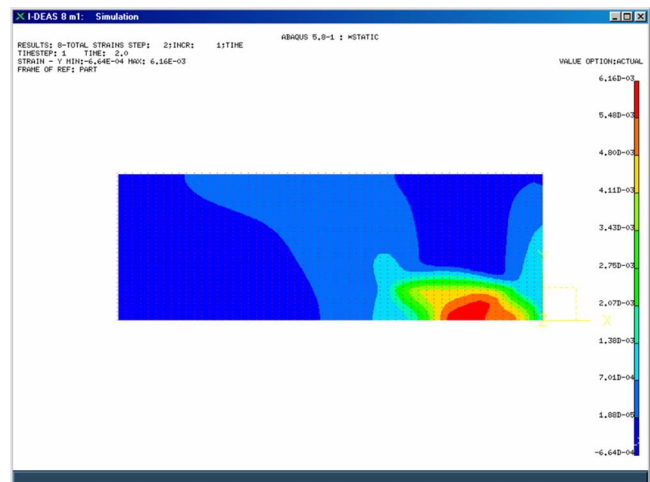 I-DEAS 8 m1: Simulation
ABAQUS 5.8-1 : *STATIC
RESULTS: 8-TOTAL STRAINS STEP: 2;INCR: 1;TIME
TIMESTEP: 1 TIME: 2.0
STRAIN - Y MIN:-6.64E-04 MAX: 6.16E-03
FRAME OF REF: PART
VALUE OPTION:ACTUAL
6.16D-03
5.48D-03
4.80D-03
4.11D-03
3.43D-03
2.75D-03
2.07D-03
1.38D-03
7.01D-04
1.88D-05
-6.64D-04
Y
Z X